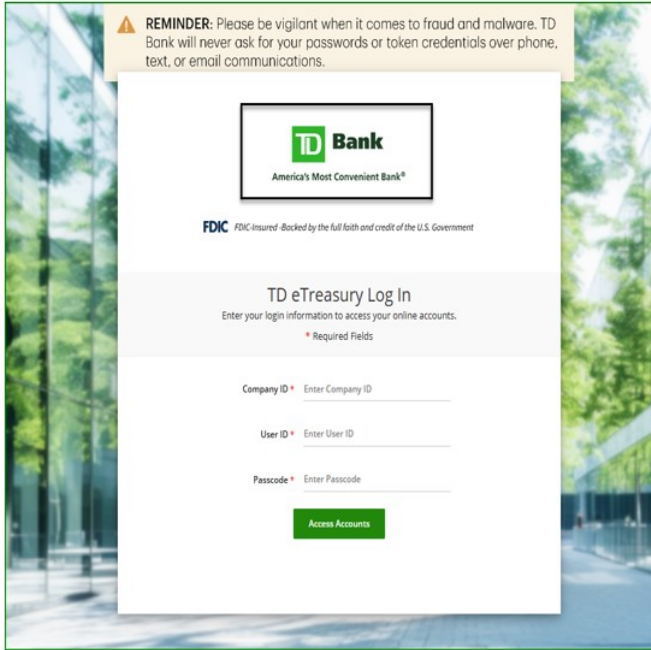 REMINDER: Please be vigilant when it comes to fraud and malware. TD
Bank will never ask for your passwords or token credentials over phone,
text, or email communications.
TD Bank
America's Most Convenient Bank®
FDIC FDIC-Insured -Backed by the full faith and credit of the U.S. Government
TD eTreasury Log In
Enter your login information to access your online accounts.
* Required Fields
Company ID * Enter Company ID
User ID * Enter User ID
Passcode * Enter Passcode
Access Accounts